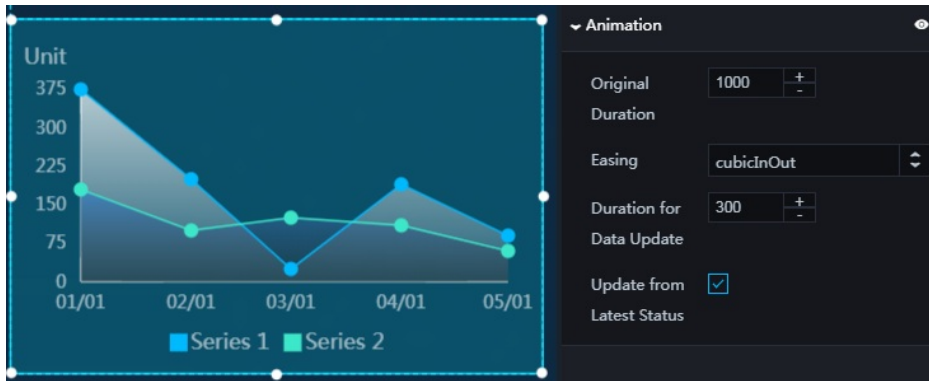 Unit
375
300
225
150
75
0
01/01 02/01 03/01 04/01 05/01
Series 1 Series 2
Animation
Original
Duration
1000
+
-
Easing
cubicInOut
Duration for
Data Update
300
+
-
Update from
Latest Status